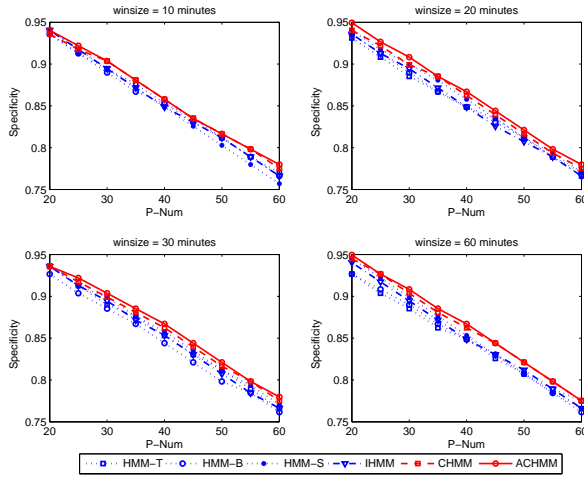 winsize = 10 minutes
0.95
0.9
0.85
0.8
0.75
Specificity
20 30 40 50 60
P-Num
winsize = 20 minutes
0.95
0.9
0.85
0.8
0.75
Specificity
20 30 40 50 60
P-Num
winsize = 30 minutes
0.95
0.9
0.85
0.8
0.75
Specificity
20 30 40 50 60
P-Num
winsize = 60 minutes
0.95
0.9
0.85
0.8
0.75
Specificity
20 30 40 50 60
P-Num
HMM-T HMM-B HMM-S IHMM CHMM ACHMM